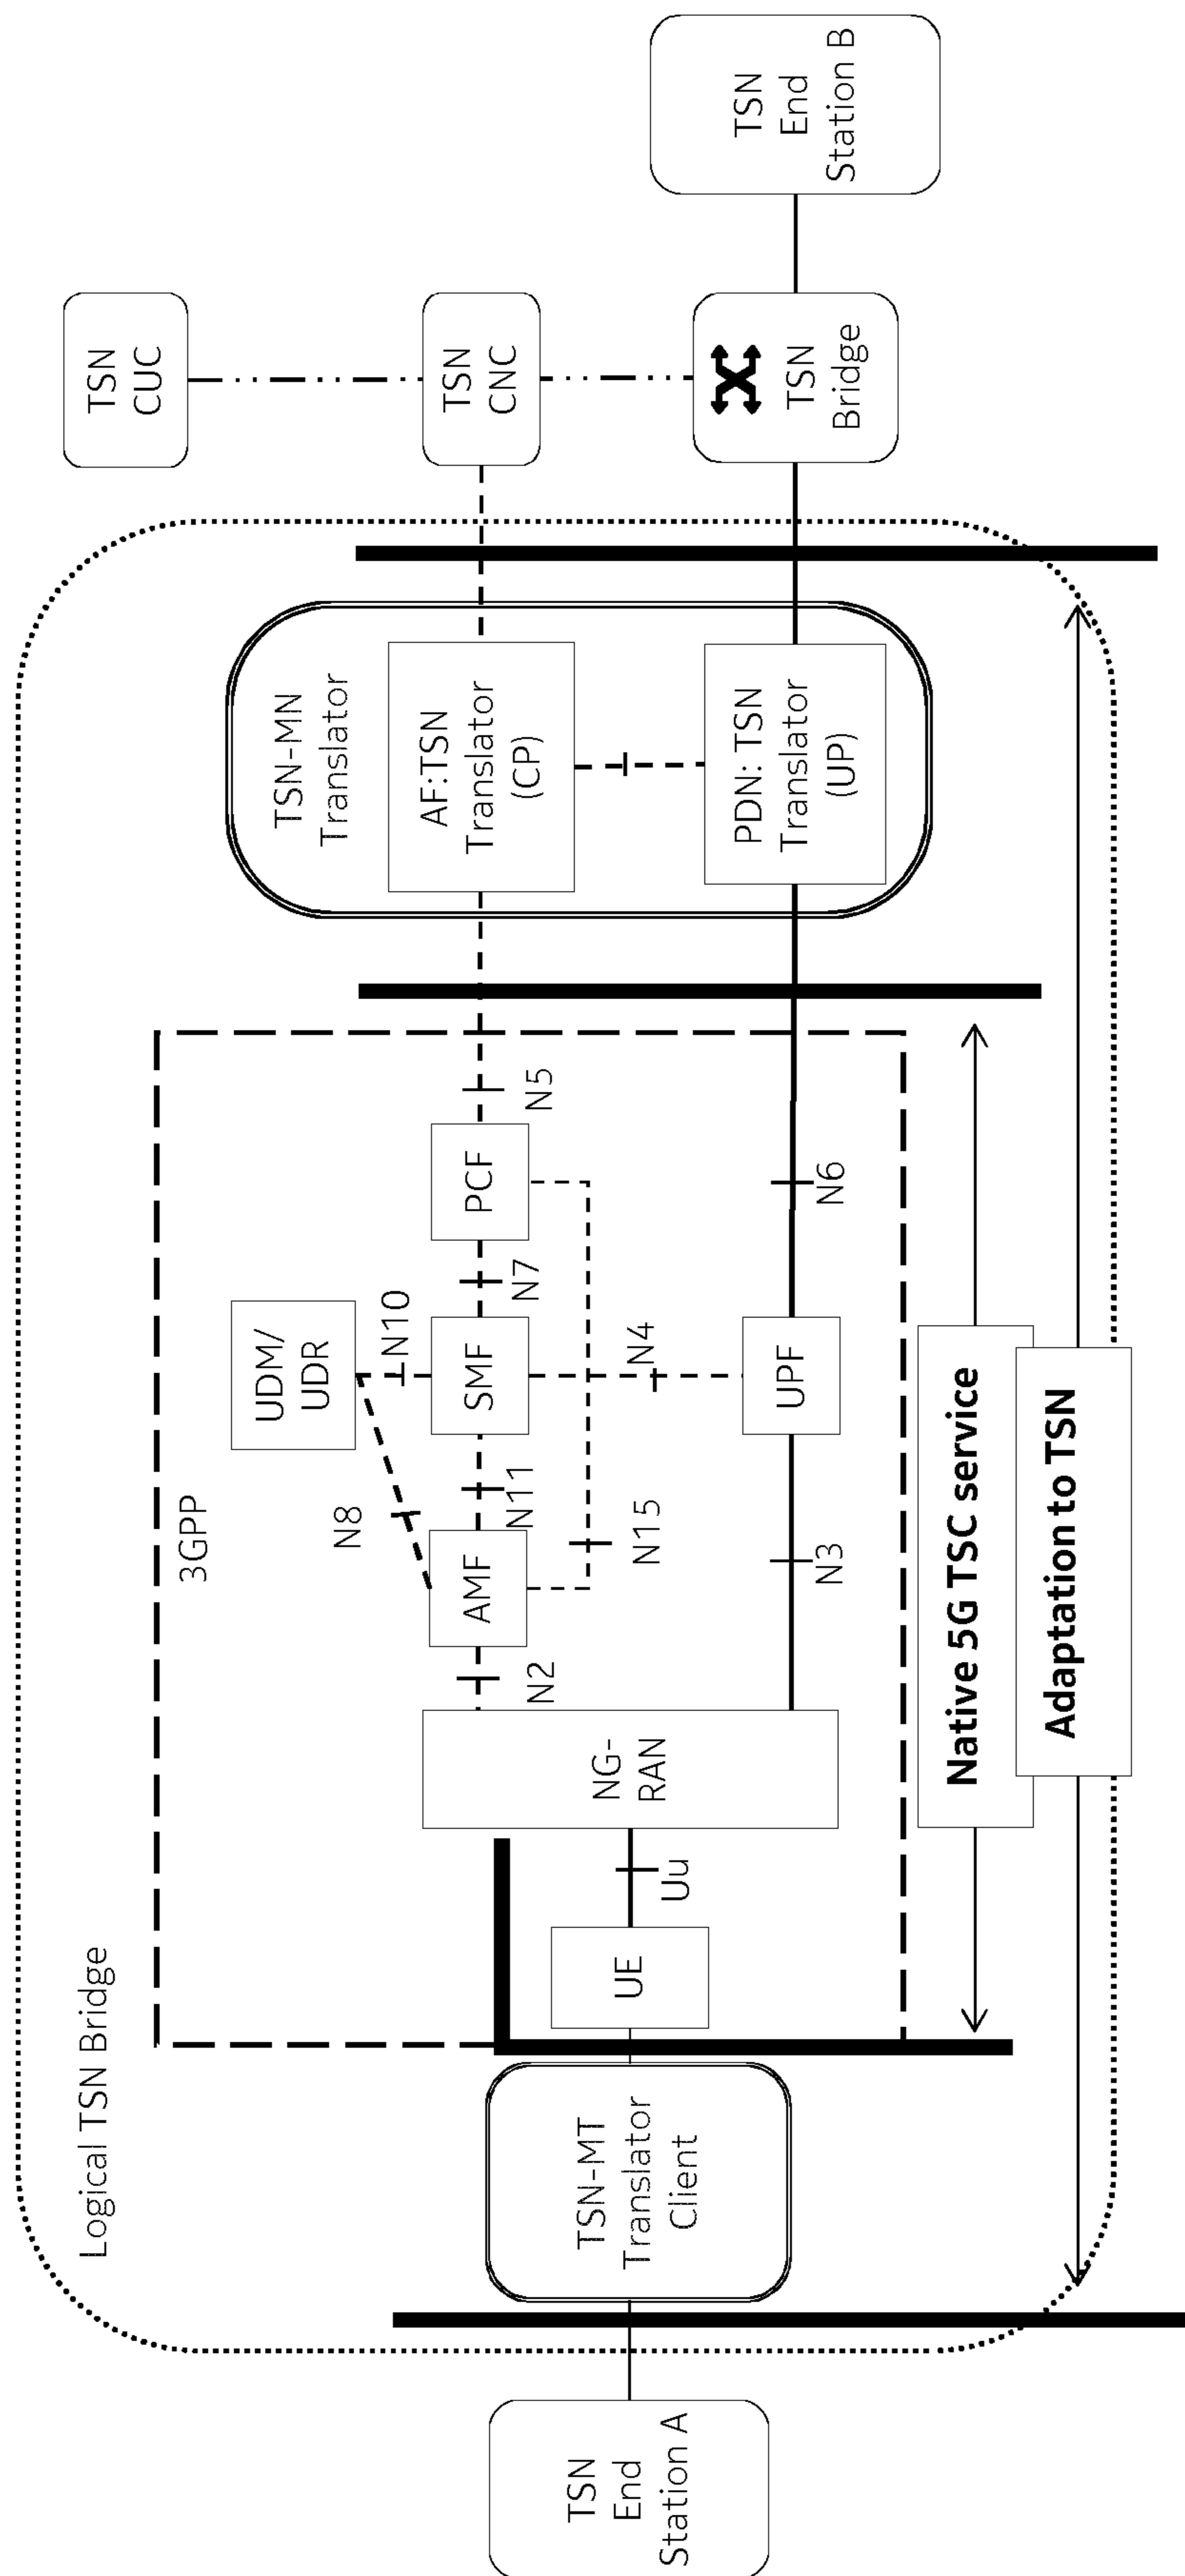 Logical TSN Bridge
3GPP
TSN
End
Station A
TSN-MT
Translator
Client
UE
Uu
NG-
RAN
N2
AMF
N8
N11
N15
UDM/
UDR
N10
SMF
N7
PCF
N5
N4
N3
UPF
N6
TSN-MN
Translator
AF:TSN
Translator
(CP)
PDN: TSN
Translator
(UP)
TSN
CUC
TSN
CNC
TSN
Bridge
TSN
End
Station B
Native 5G TSC service
Adaptation to TSN